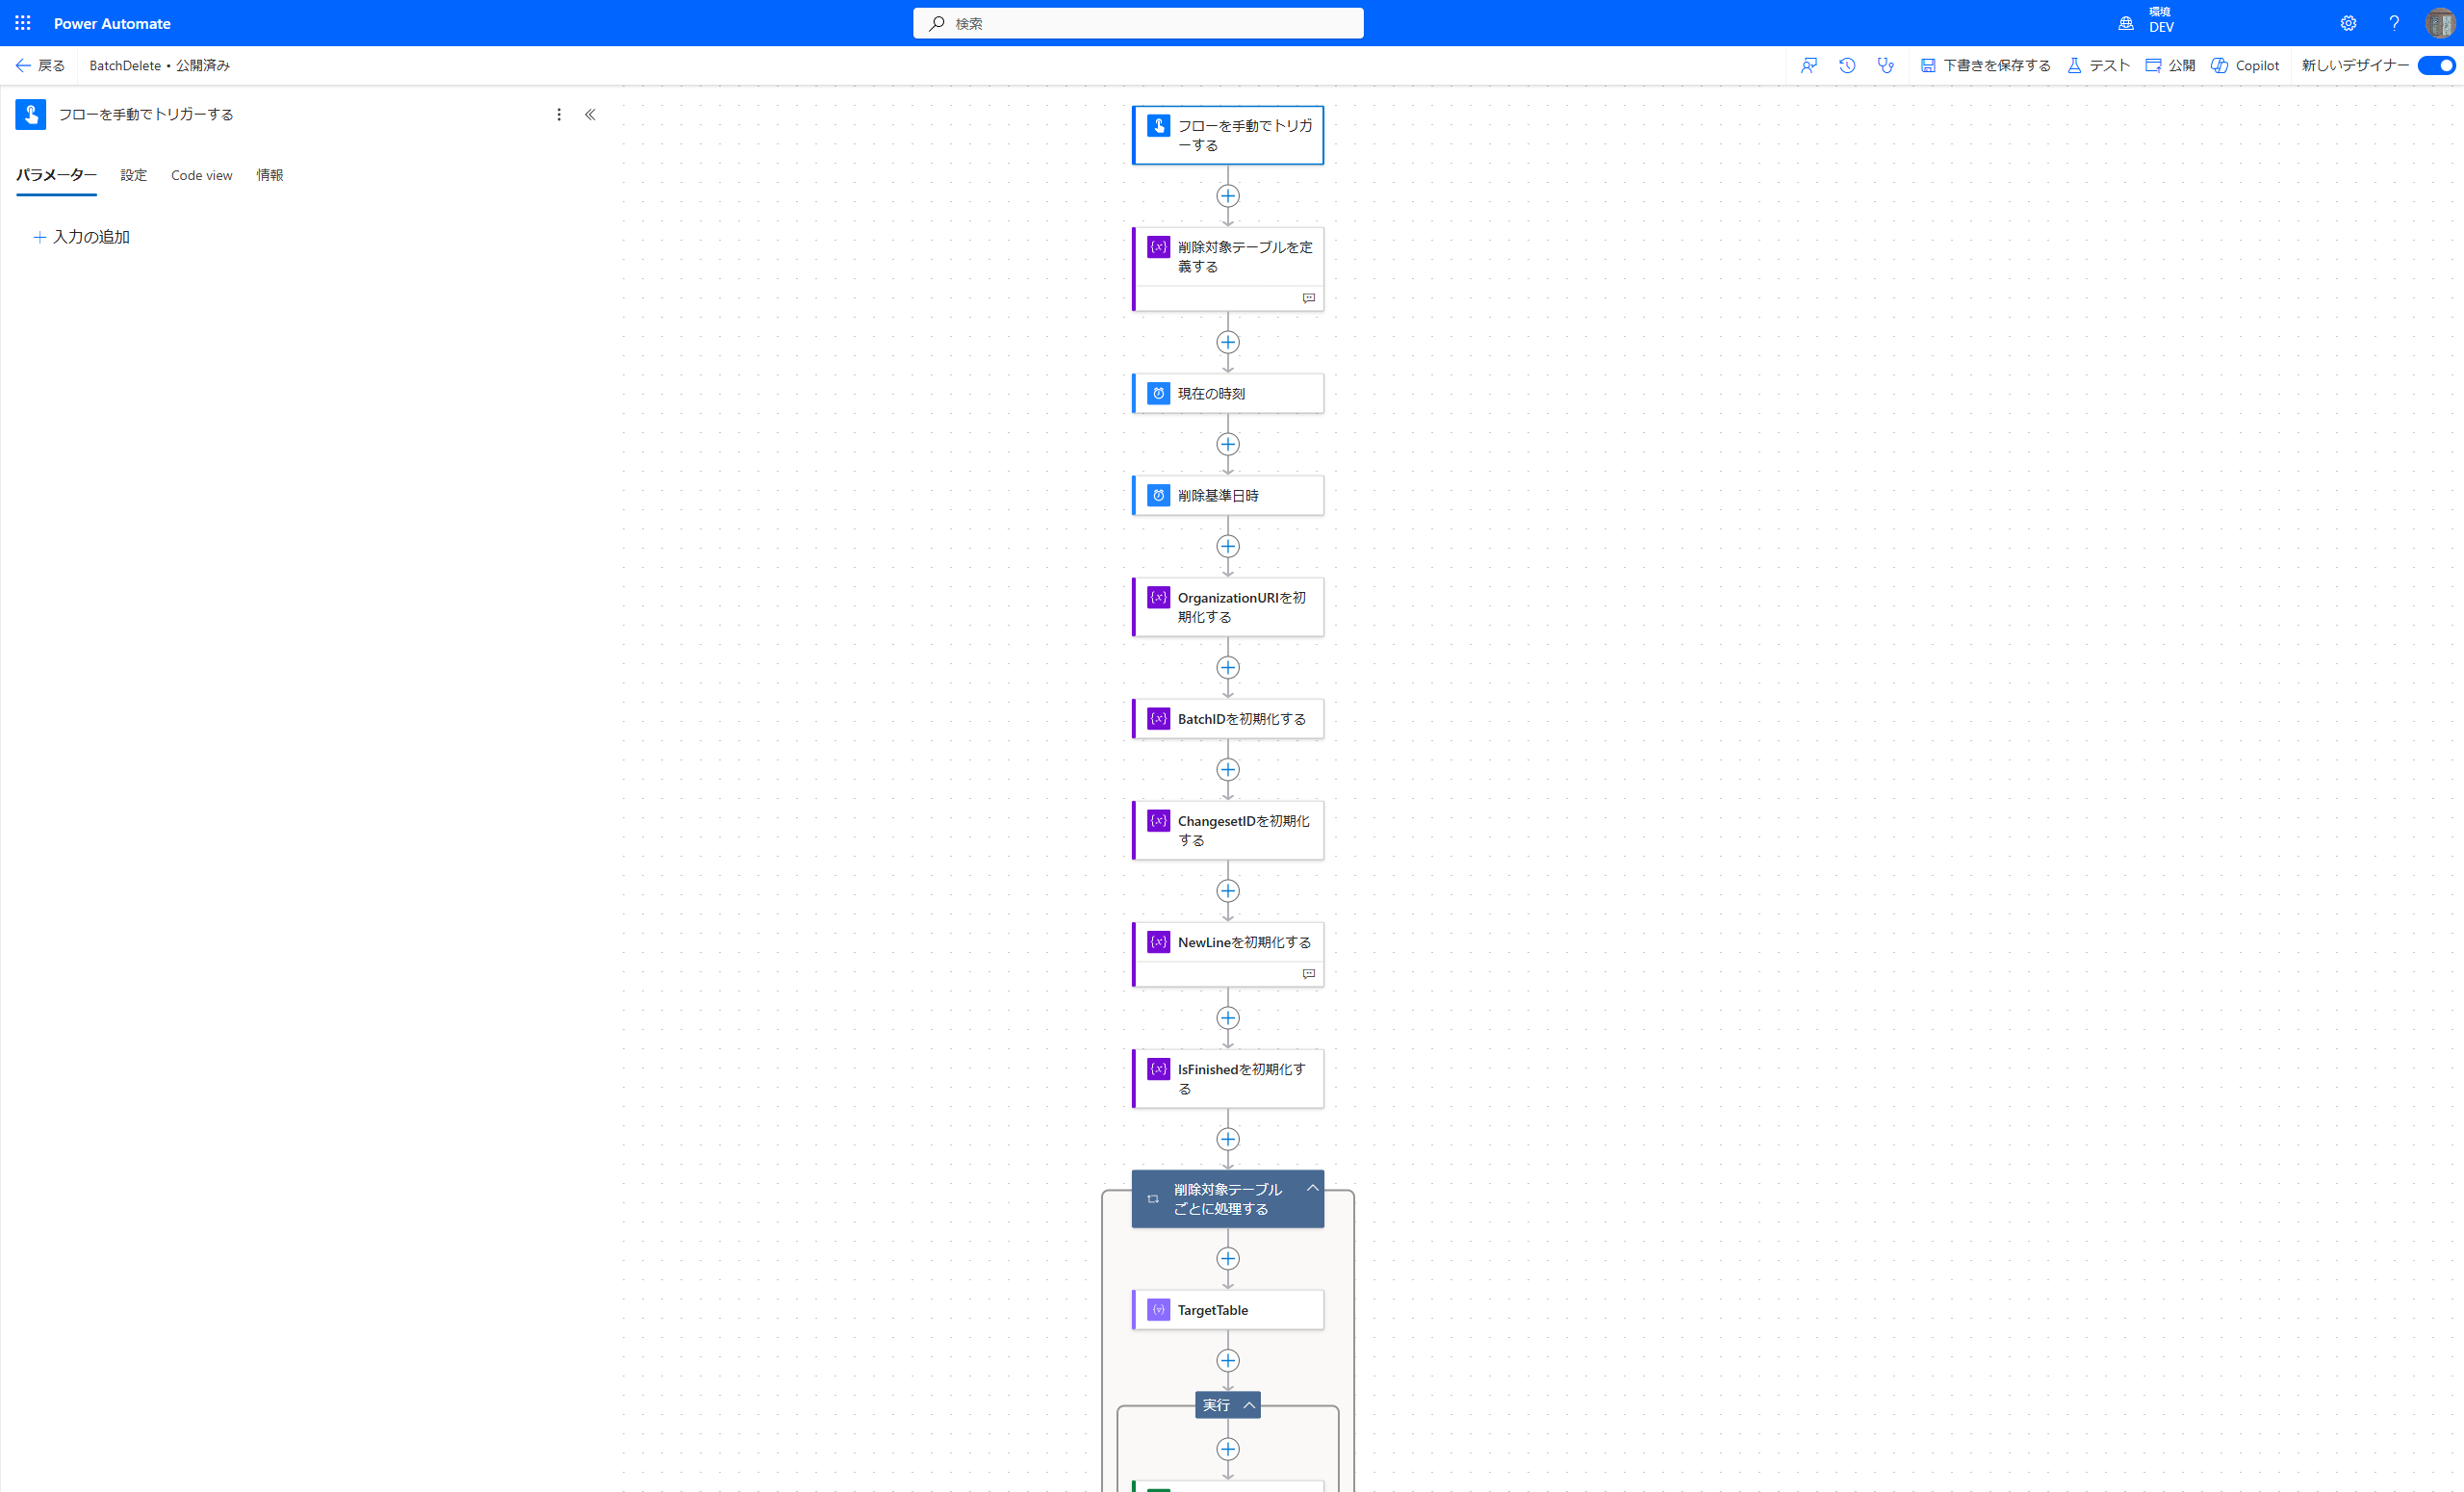 Power Automate
検索
環境
DEV
戻る
BatchDelete • 公開済み
下書きを保存する
テスト
公開
Copilot
新しいデザイナー
フローを手動でトリガーする
パラメーター
設定
Code view
情報
入力の追加
フローを手動でトリガ
ーする
削除対象テーブルを定
義する
現在の時刻
削除基準日時
OrganizationURIを初
期化する
BatchIDを初期化する
ChangesetIDを初期化
する
NewLineを初期化する
IsFinishedを初期化す
る
削除対象テーブル
ごとに処理する
TargetTable
実行